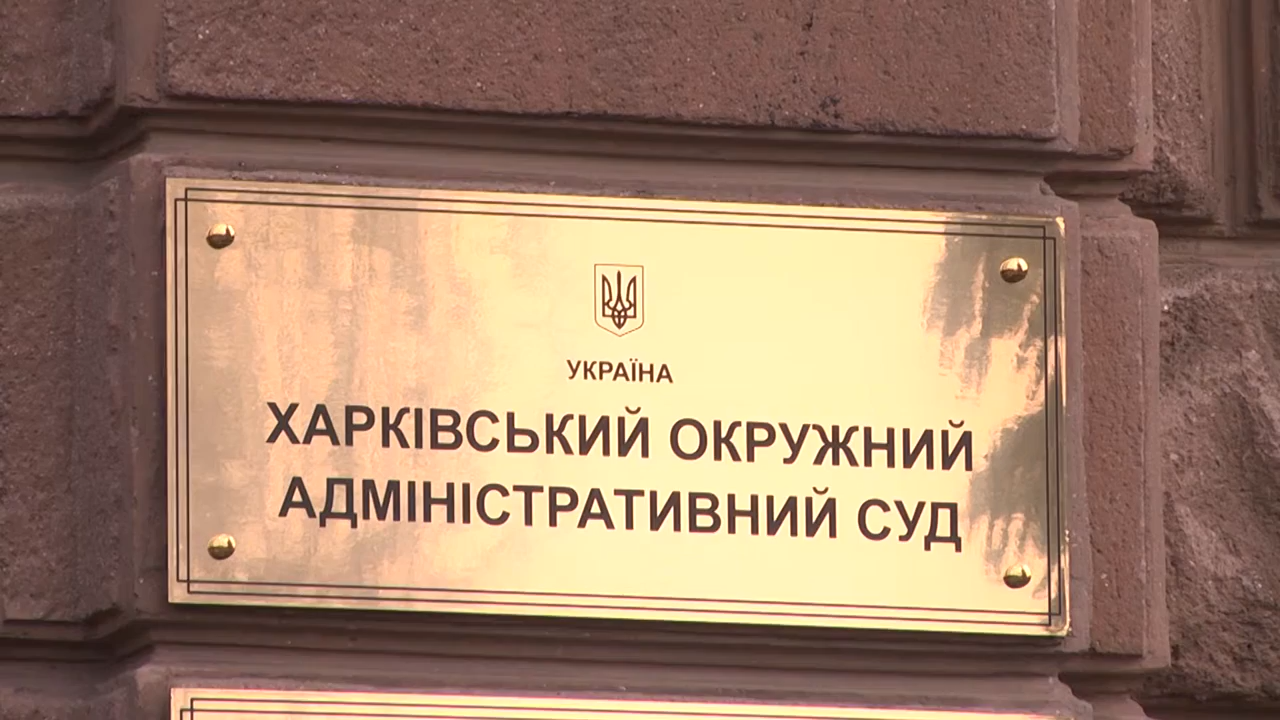 УКРАЇНА
ХАРКІВСЬКИЙ ОКРУЖНИЙ
АДМІНІСТРАТИВНИЙ СУД